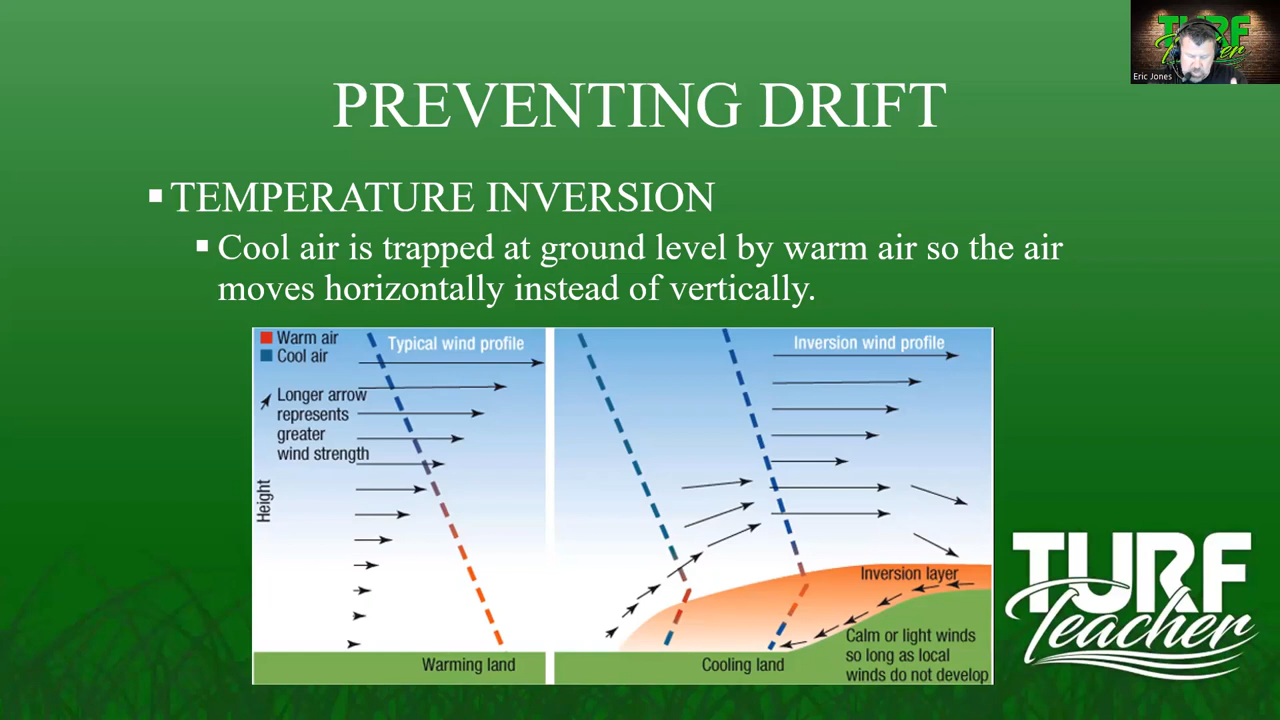 TURF
Teacher
Eric Jones
PREVENTING DRIFT
TEMPERATURE INVERSION
Cool air is trapped at ground level by warm air so the air
moves horizontally instead of vertically.
Warm air
Cool air
Typical wind profile
Longer arrow
represents
greater
wind strength
Height
Warming land
Inversion wind profile
Inversion layer
Calm or light winds
so long as local
winds do not develop
Cooling land
TURF
Teacher